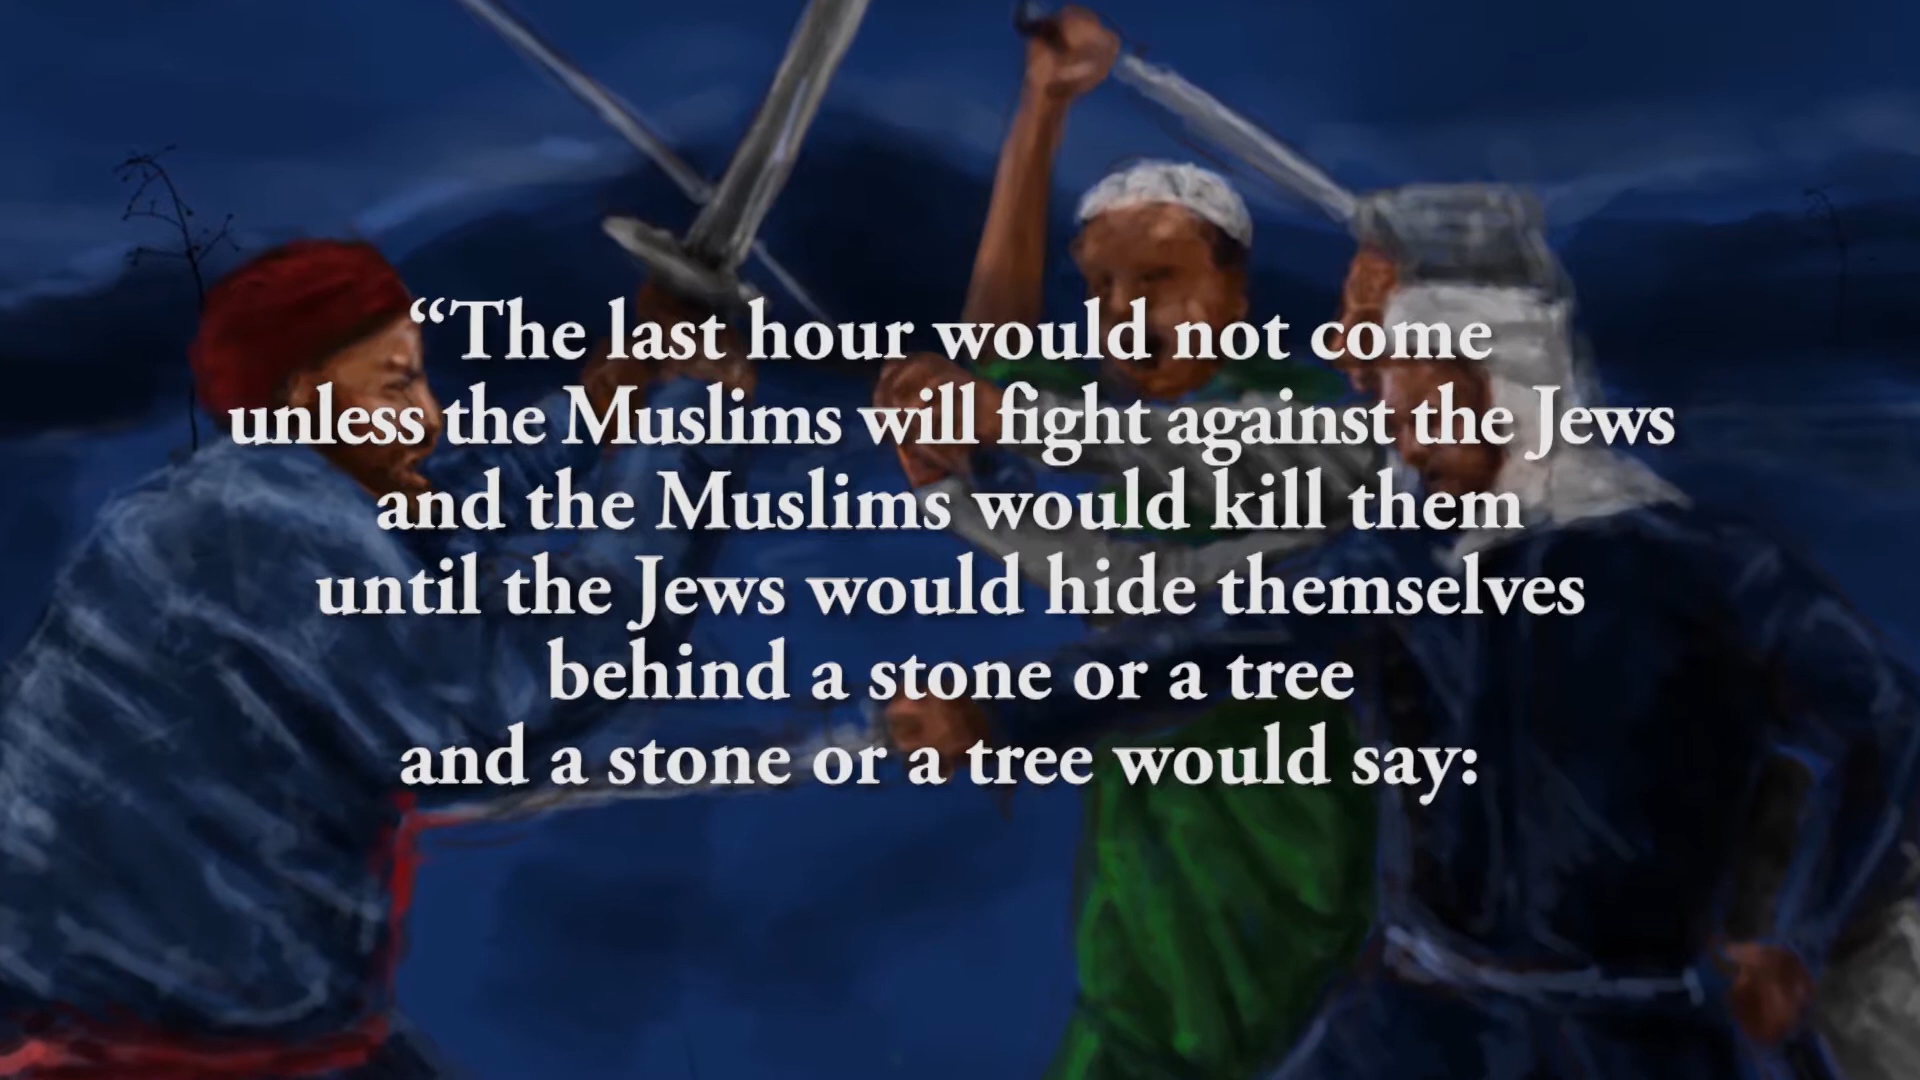 “The last hour would not come
unless the Muslims will fight against the Jews
and the Muslims would kill them
until the Jews would hide themselves
behind a stone or a tree
and a stone or a tree would say: